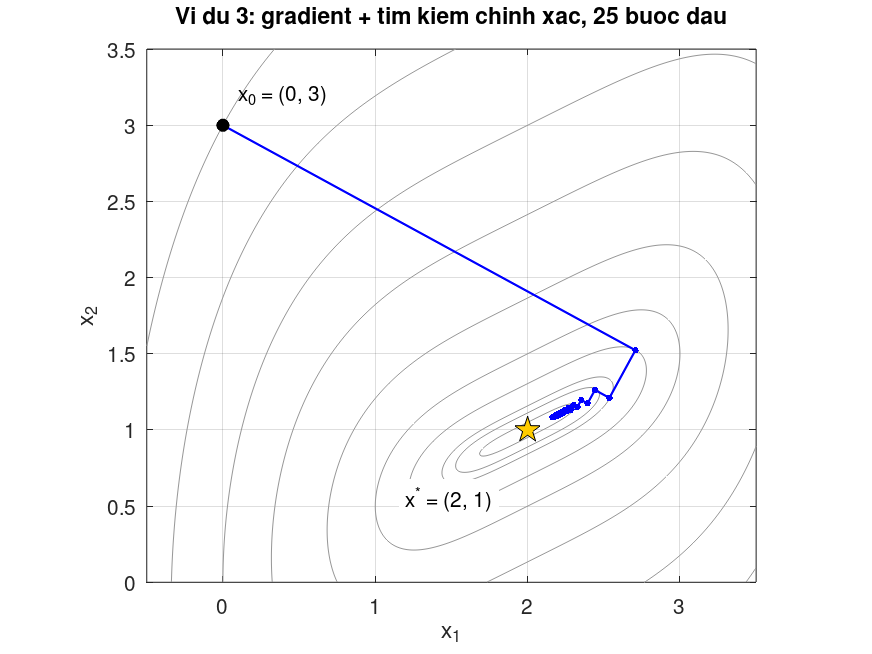 Vi du 3: gradient + tim kiem chinh xac, 25 buoc dau
3.5
x₀ = (0, 3)
3
2.5
2
x₂
1.5
1
x* = (2, 1)
0.5
0
0 1 2 3
x₁